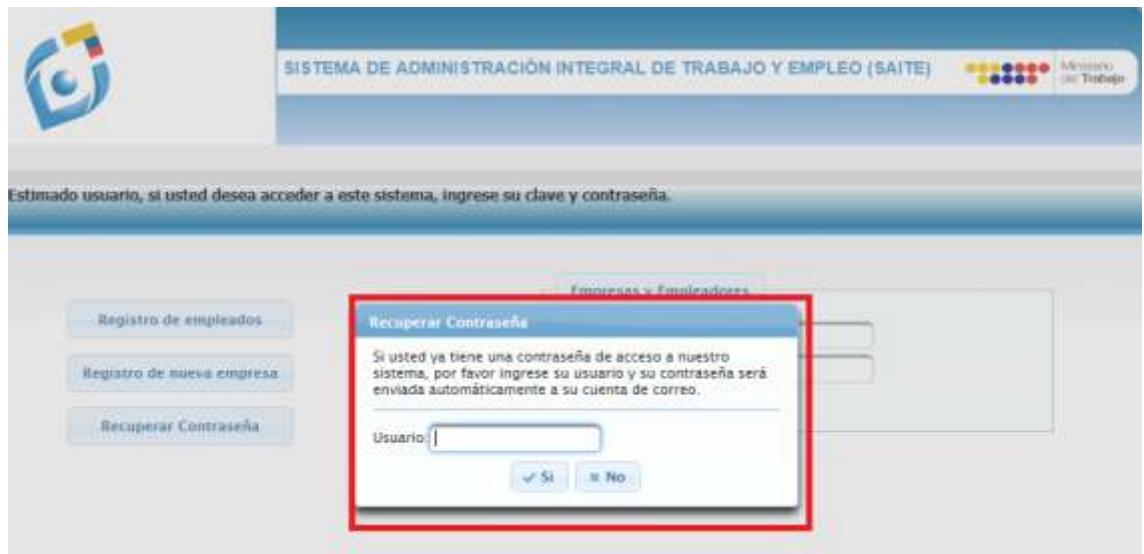 SISTEMA DE ADMINISTRACIÓN INTEGRAL DE TRABAJO Y EMPLEO (SAITE)
Ministerio
del Trabajo
Estimado usuario, si usted desea acceder a este sistema, ingrese su clave y contraseña.
Empresas y Empleadores
Registro de empleados
Registro de nueva empresa
Recuperar Contraseña
Recuperar Contraseña
Si usted ya tiene una contraseña de acceso a nuestro
sistema, por favor ingrese su usuario y su contraseña será
enviada automáticamente a su cuenta de correo.
Usuario:
Si
No